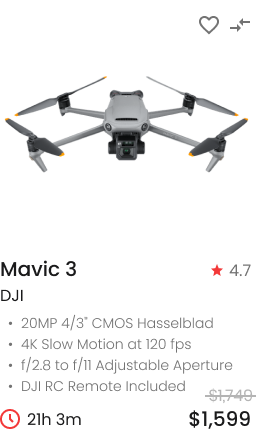 Mavic 3
4.7
DJI
• 20MP 4/3" CMOS Hasselblad
• 4K Slow Motion at 120 fps
• f/2.8 to f/11 Adjustable Aperture
• DJI RC Remote Included
$1,749
21h 3m
$1,599